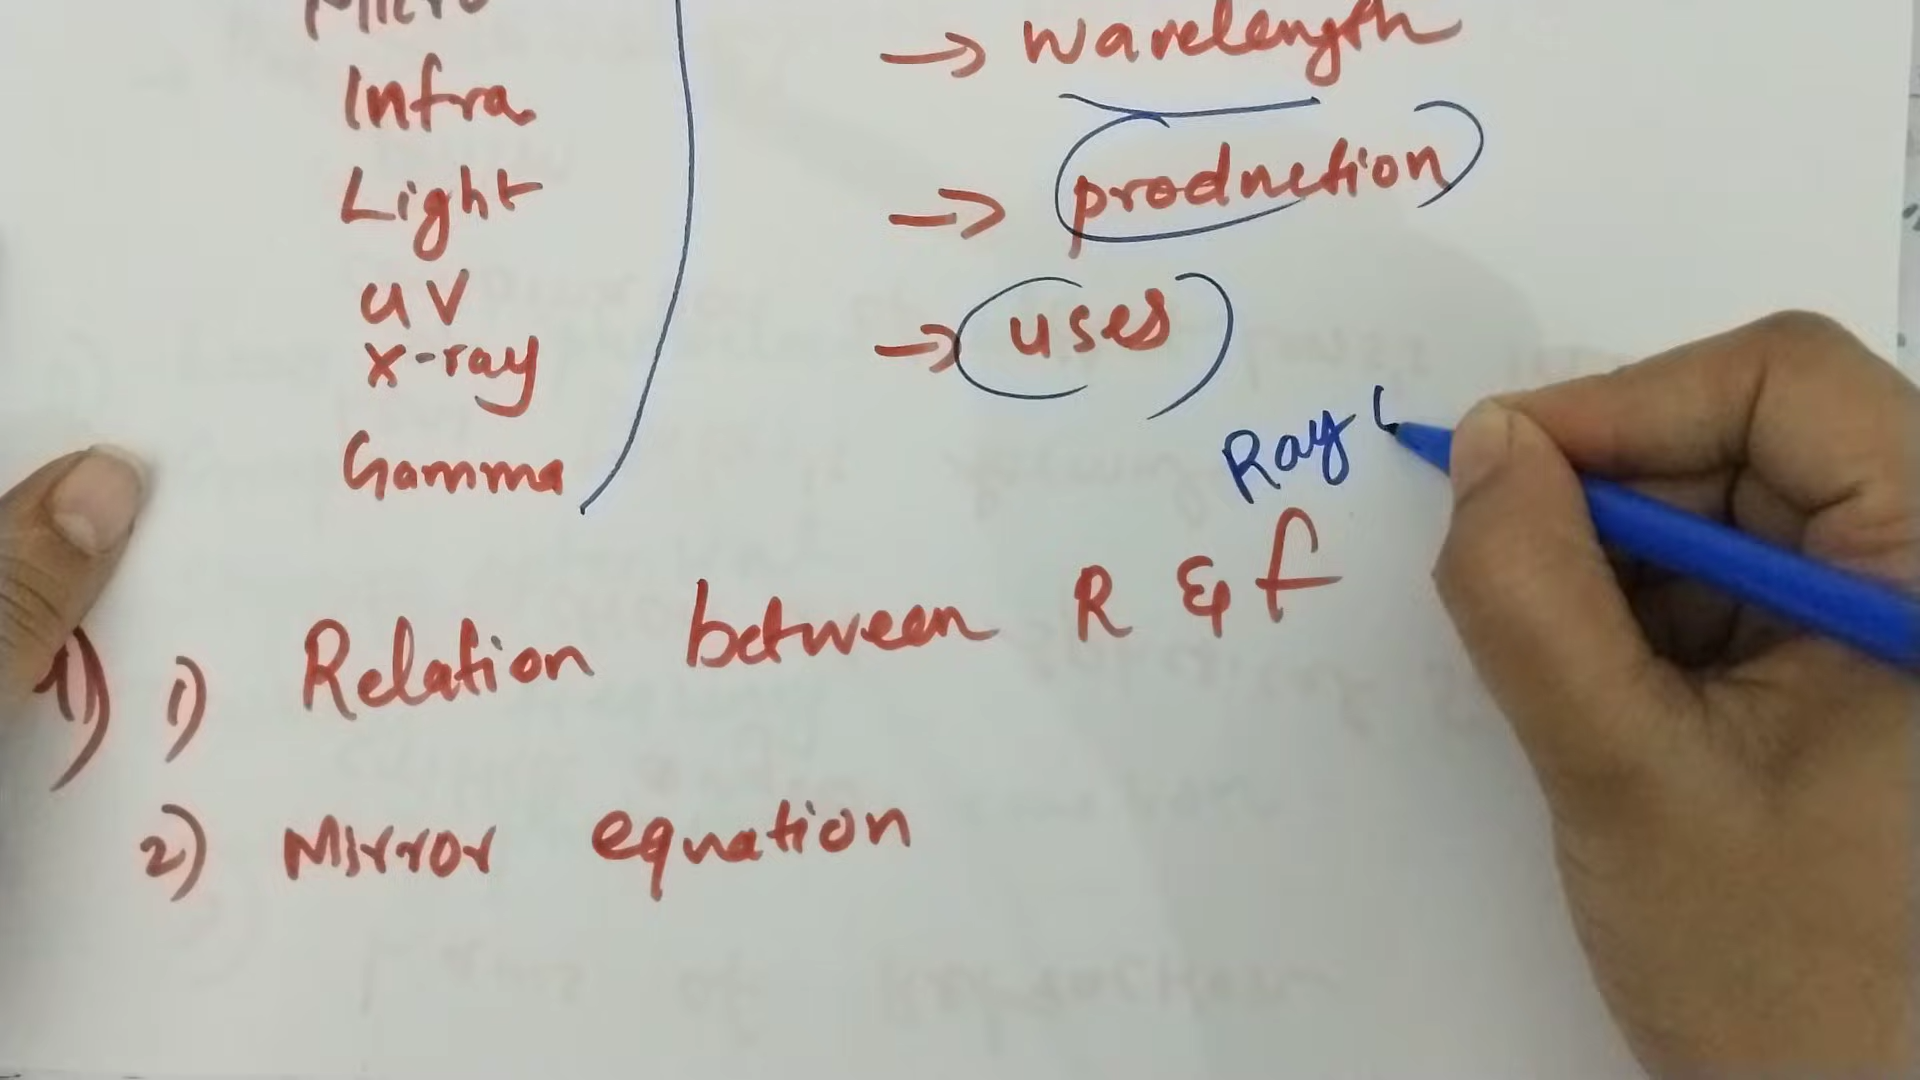 Micro
Infra
Light
UV
X-ray
Gamma
→ wavelength
→ production
→ uses
Ray
1) 1) Relation between R & f
2) Mirror equation